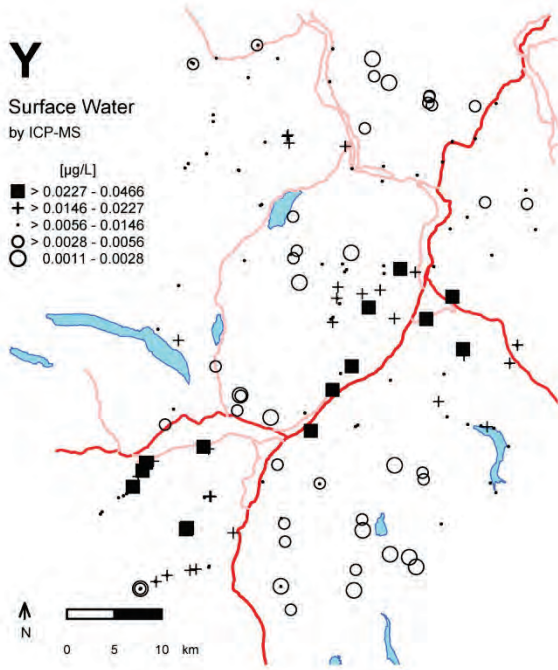 Y
Surface Water
by ICP-MS
[µg/L]
> 0.0227 - 0.0466
> 0.0146 - 0.0227
> 0.0056 - 0.0146
> 0.0028 - 0.0056
0.0011 - 0.0028
N
0 5 10 km